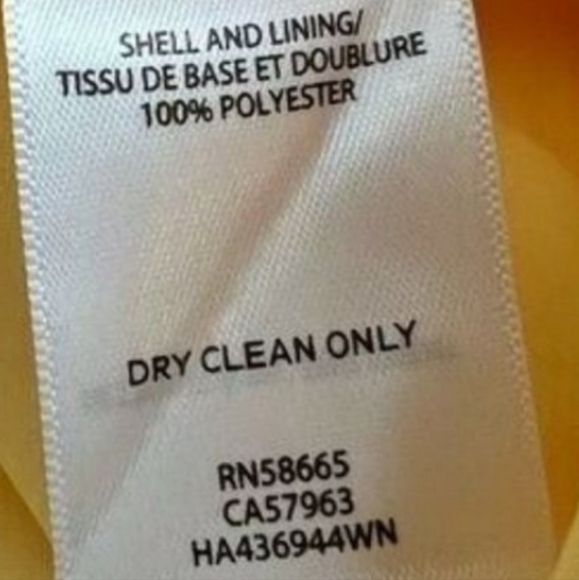 SHELL AND LINING/
TISSU DE BASE ET DOUBLURE
100% POLYESTER
DRY CLEAN ONLY
RN58665
CA57963
HA436944WN